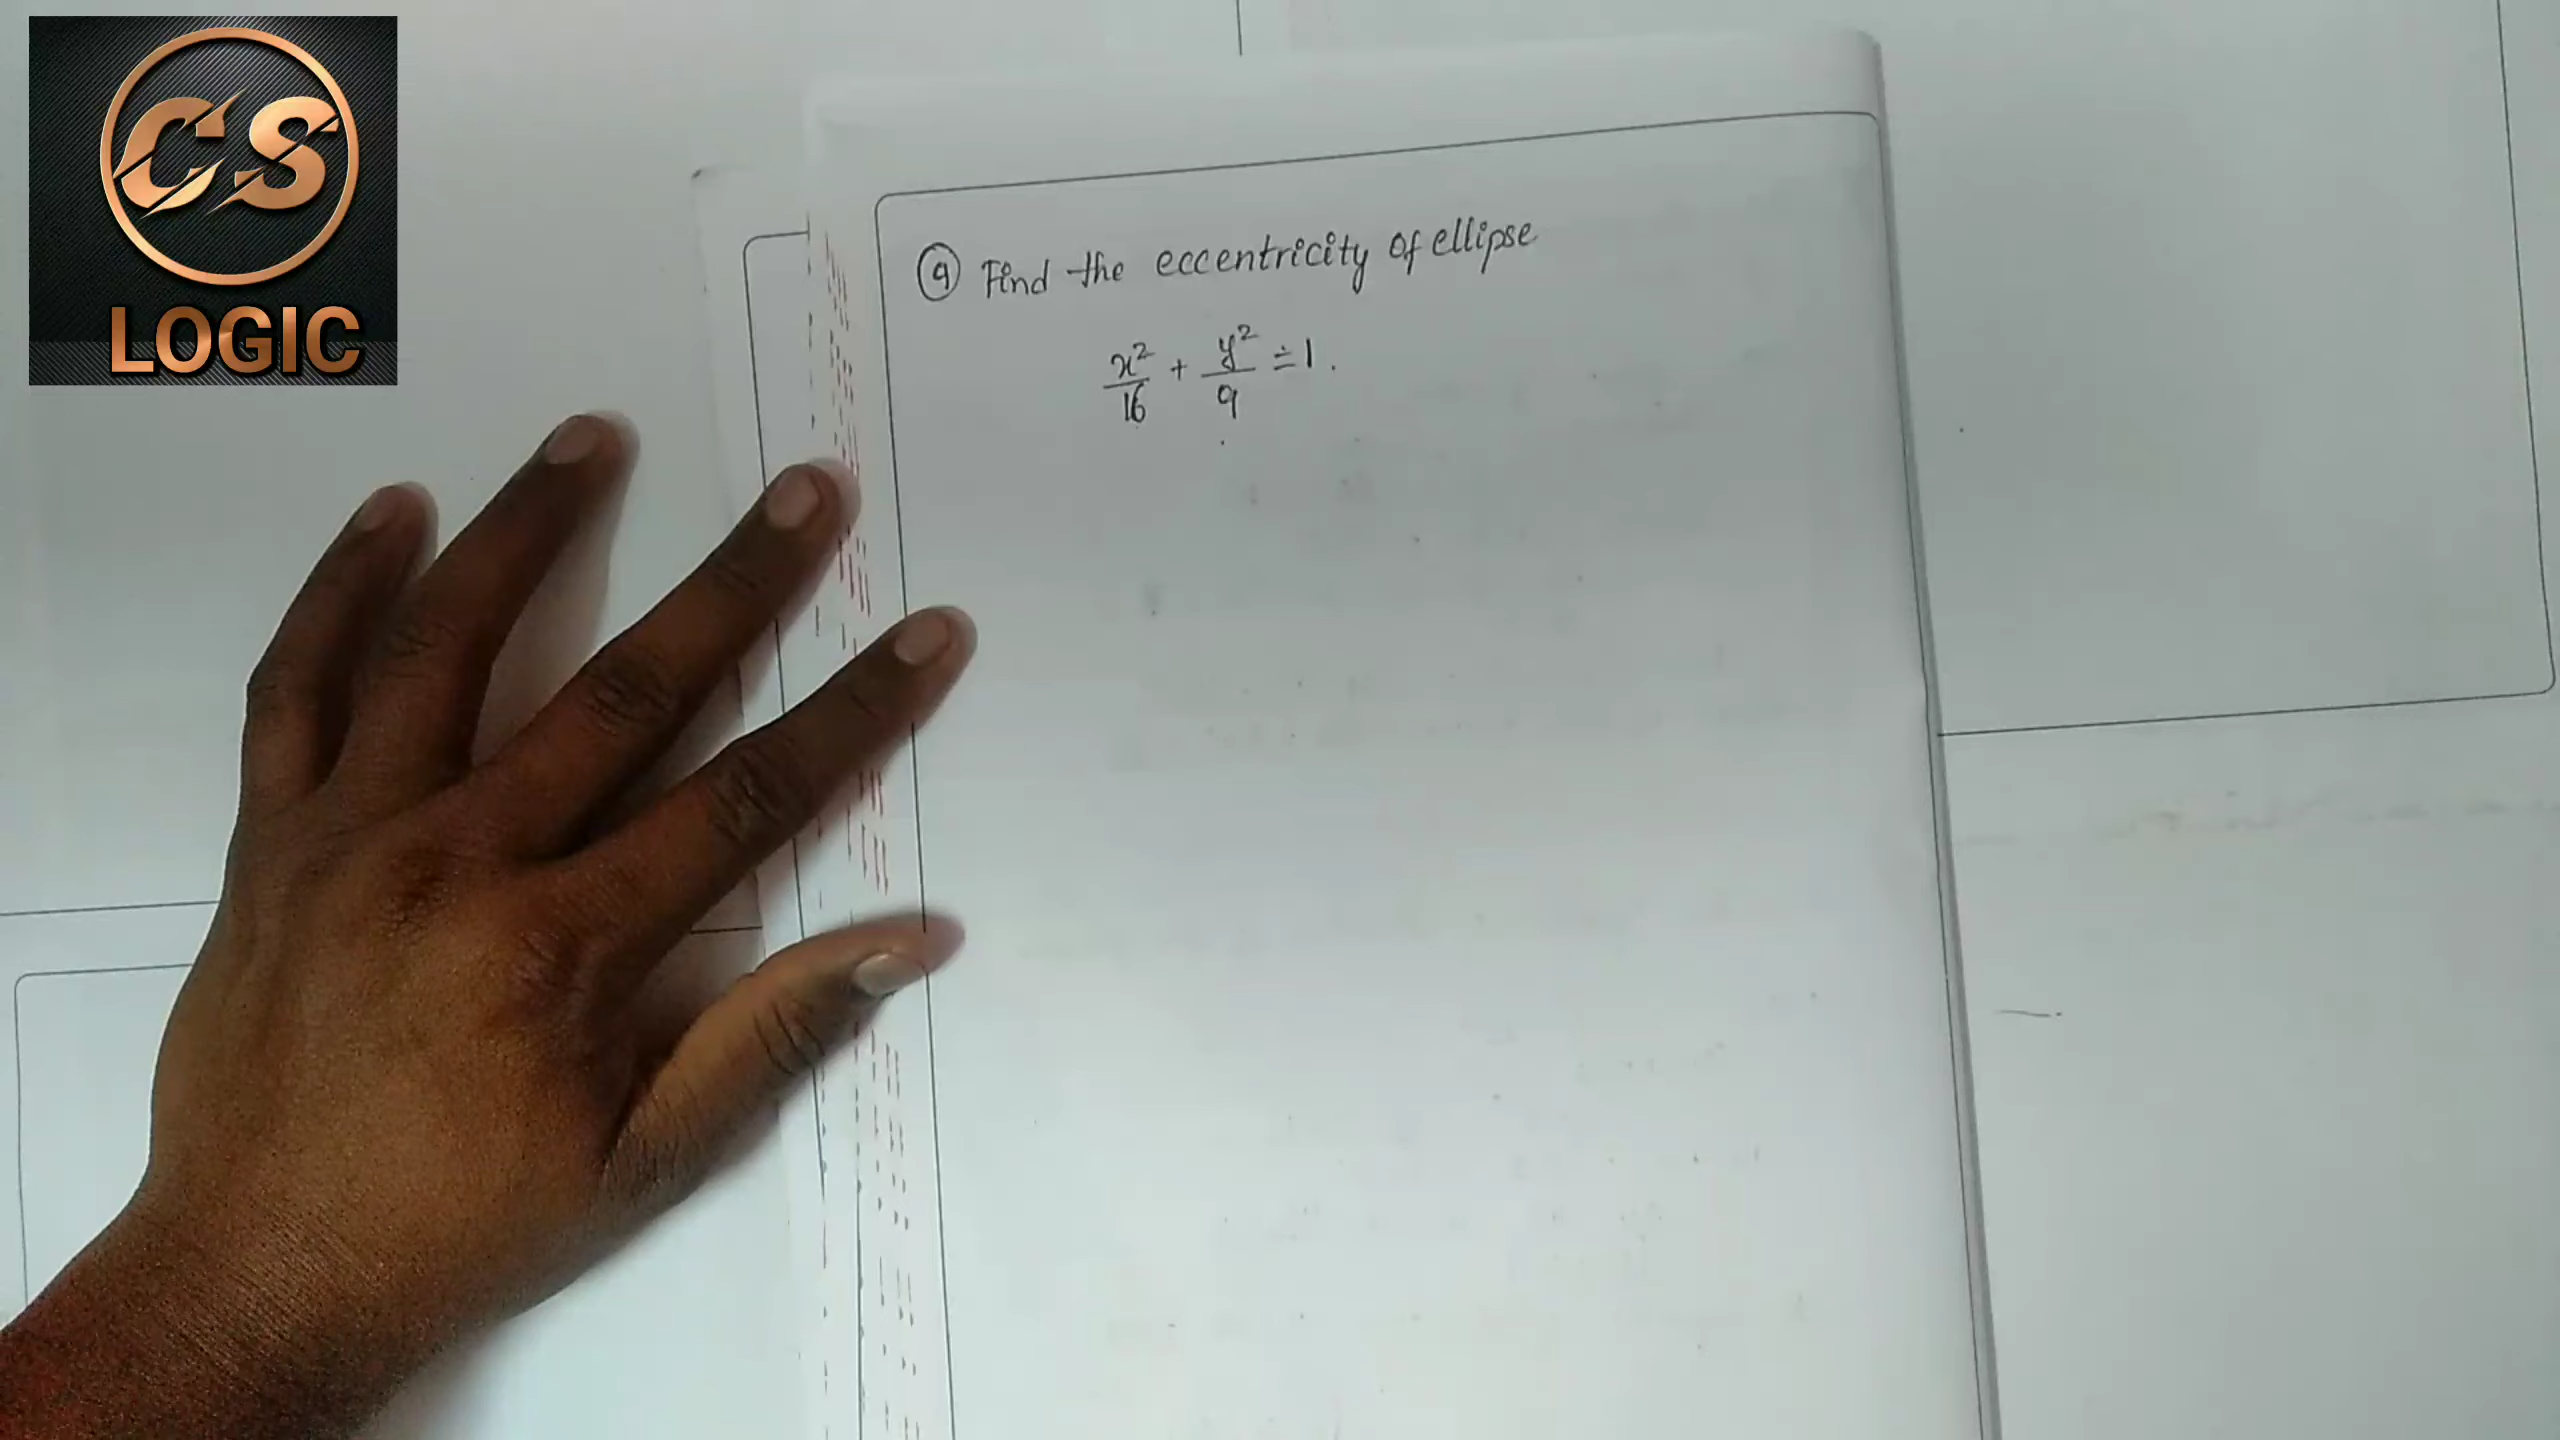 CS
LOGIC
9 Find the eccentricity of ellipse
x²/16 + y²/9 = 1.